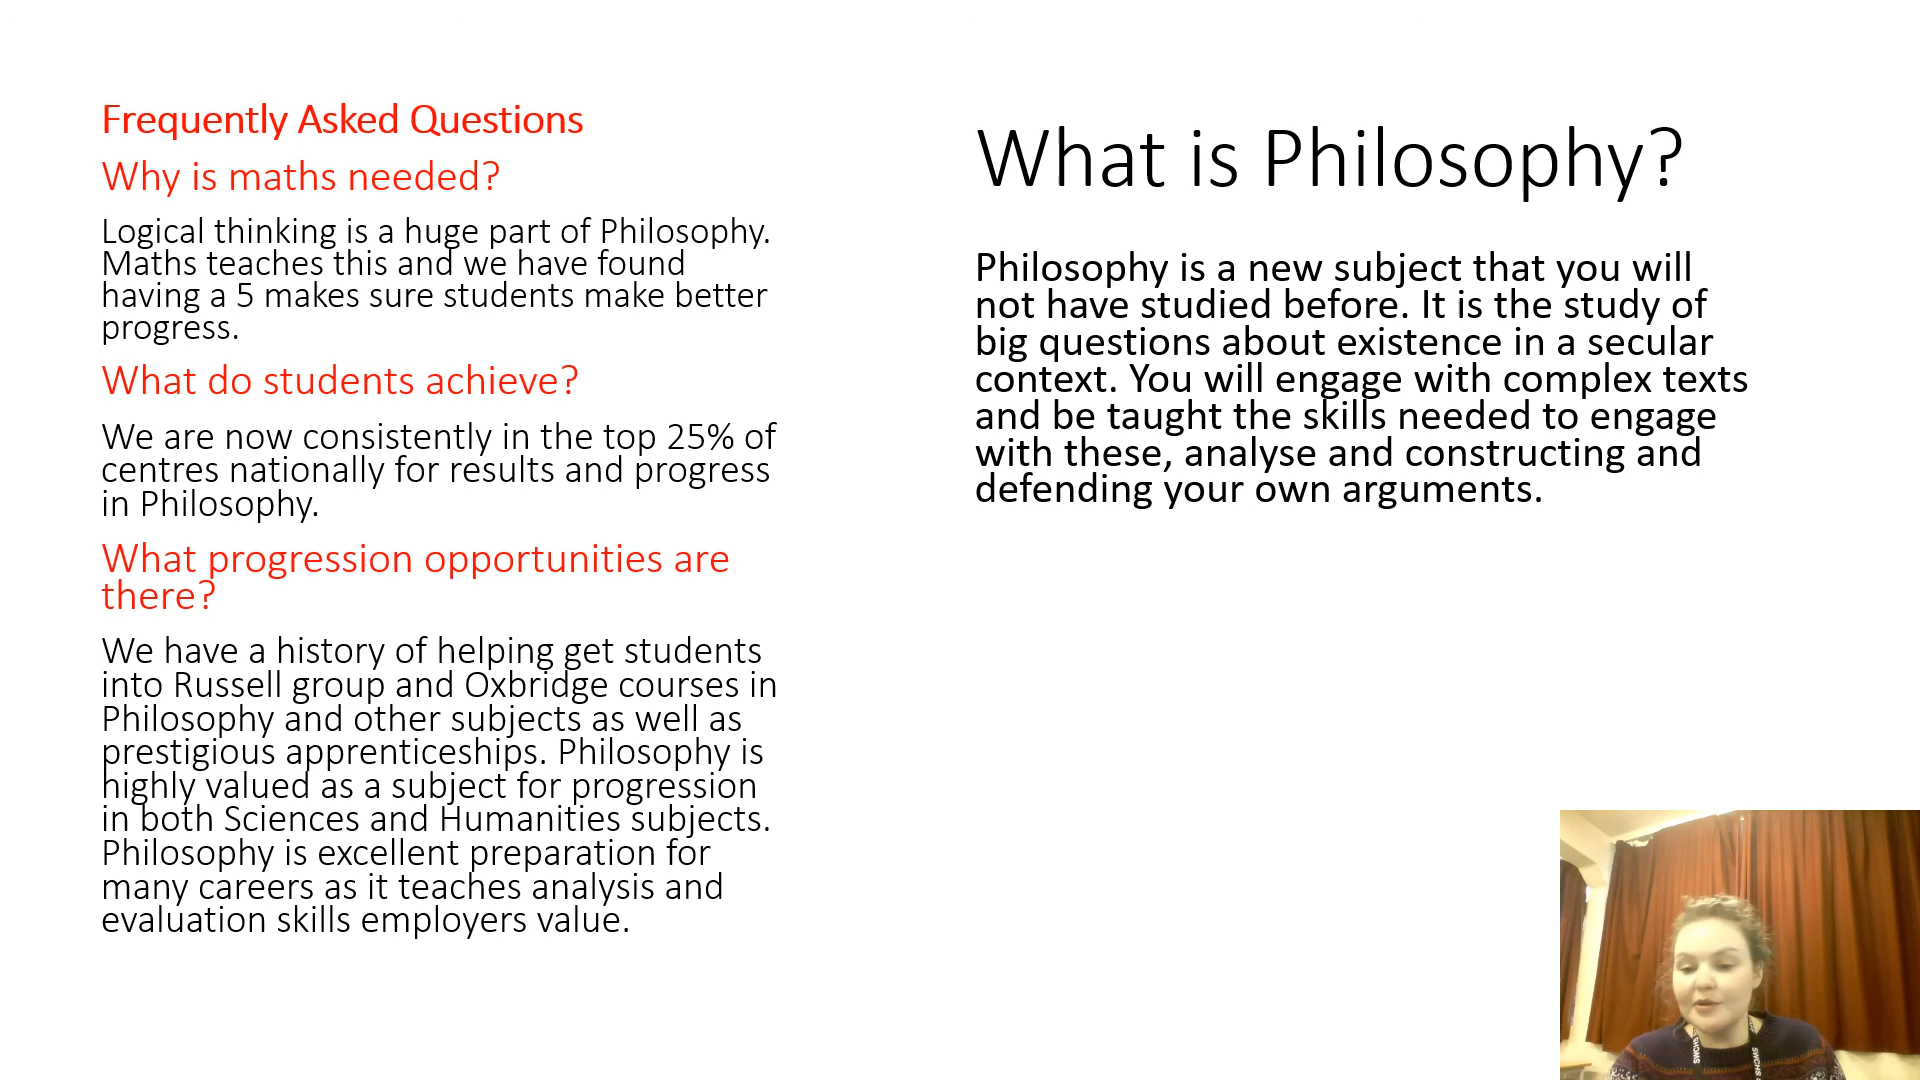 Frequently Asked Questions
Why is maths needed?
Logical thinking is a huge part of Philosophy.
Maths teaches this and we have found
having a 5 makes sure students make better
progress.
What do students achieve?
We are now consistently in the top 25% of
centres nationally for results and progress
in Philosophy.
What progression opportunities are
there?
We have a history of helping get students
into Russell group and Oxbridge courses in
Philosophy and other subjects as well as
prestigious apprenticeships. Philosophy is
highly valued as a subject for progression
in both Sciences and Humanities subjects.
Philosophy is excellent preparation for
many careers as it teaches analysis and
evaluation skills employers value.
What is Philosophy?
Philosophy is a new subject that you will
not have studied before. It is the study of
big questions about existence in a secular
context. You will engage with complex texts
and be taught the skills needed to engage
with these, analyse and constructing and
defending your own arguments.
SWCHS
SWCHS